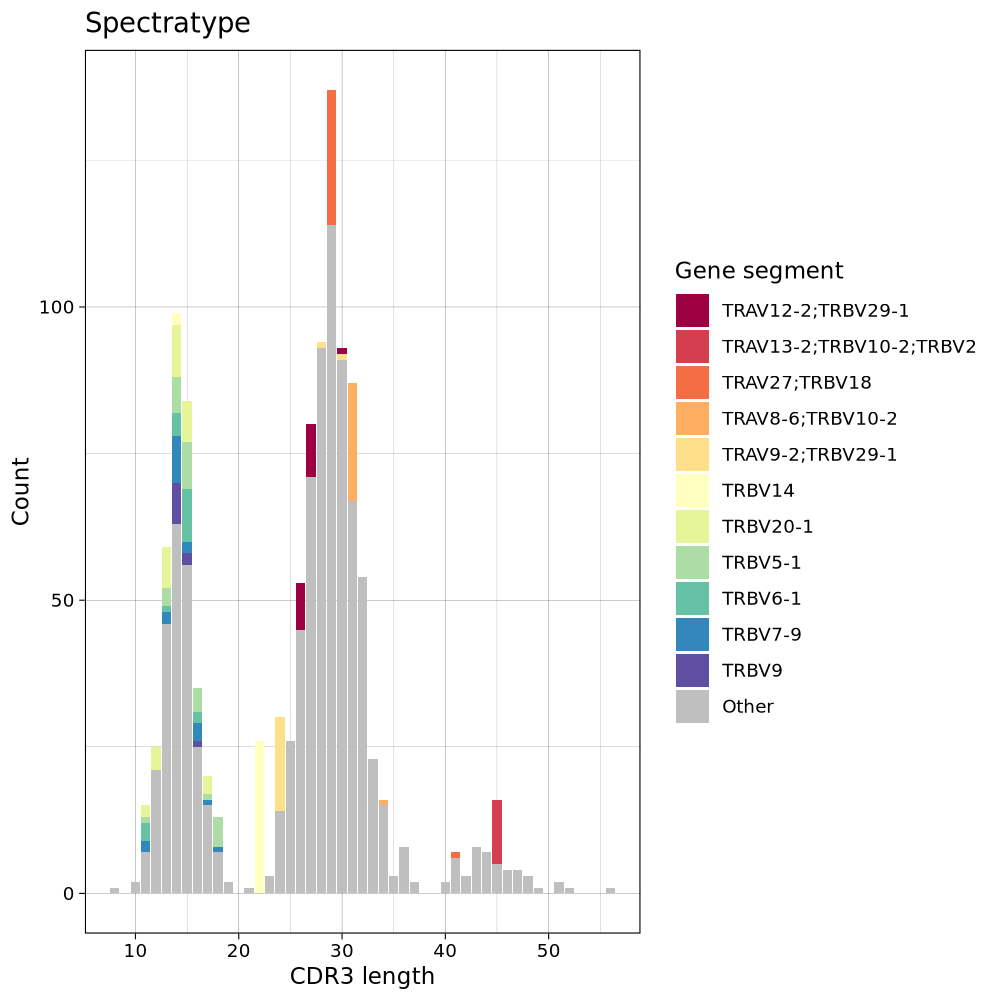 Spectratype
Count
100
50
0
10 20 30 40 50
CDR3 length
Gene segment
TRAV12-2;TRBV29-1
TRAV13-2;TRBV10-2;TRBV2
TRAV27;TRBV18
TRAV8-6;TRBV10-2
TRAV9-2;TRBV29-1
TRBV14
TRBV20-1
TRBV5-1
TRBV6-1
TRBV7-9
TRBV9
Other